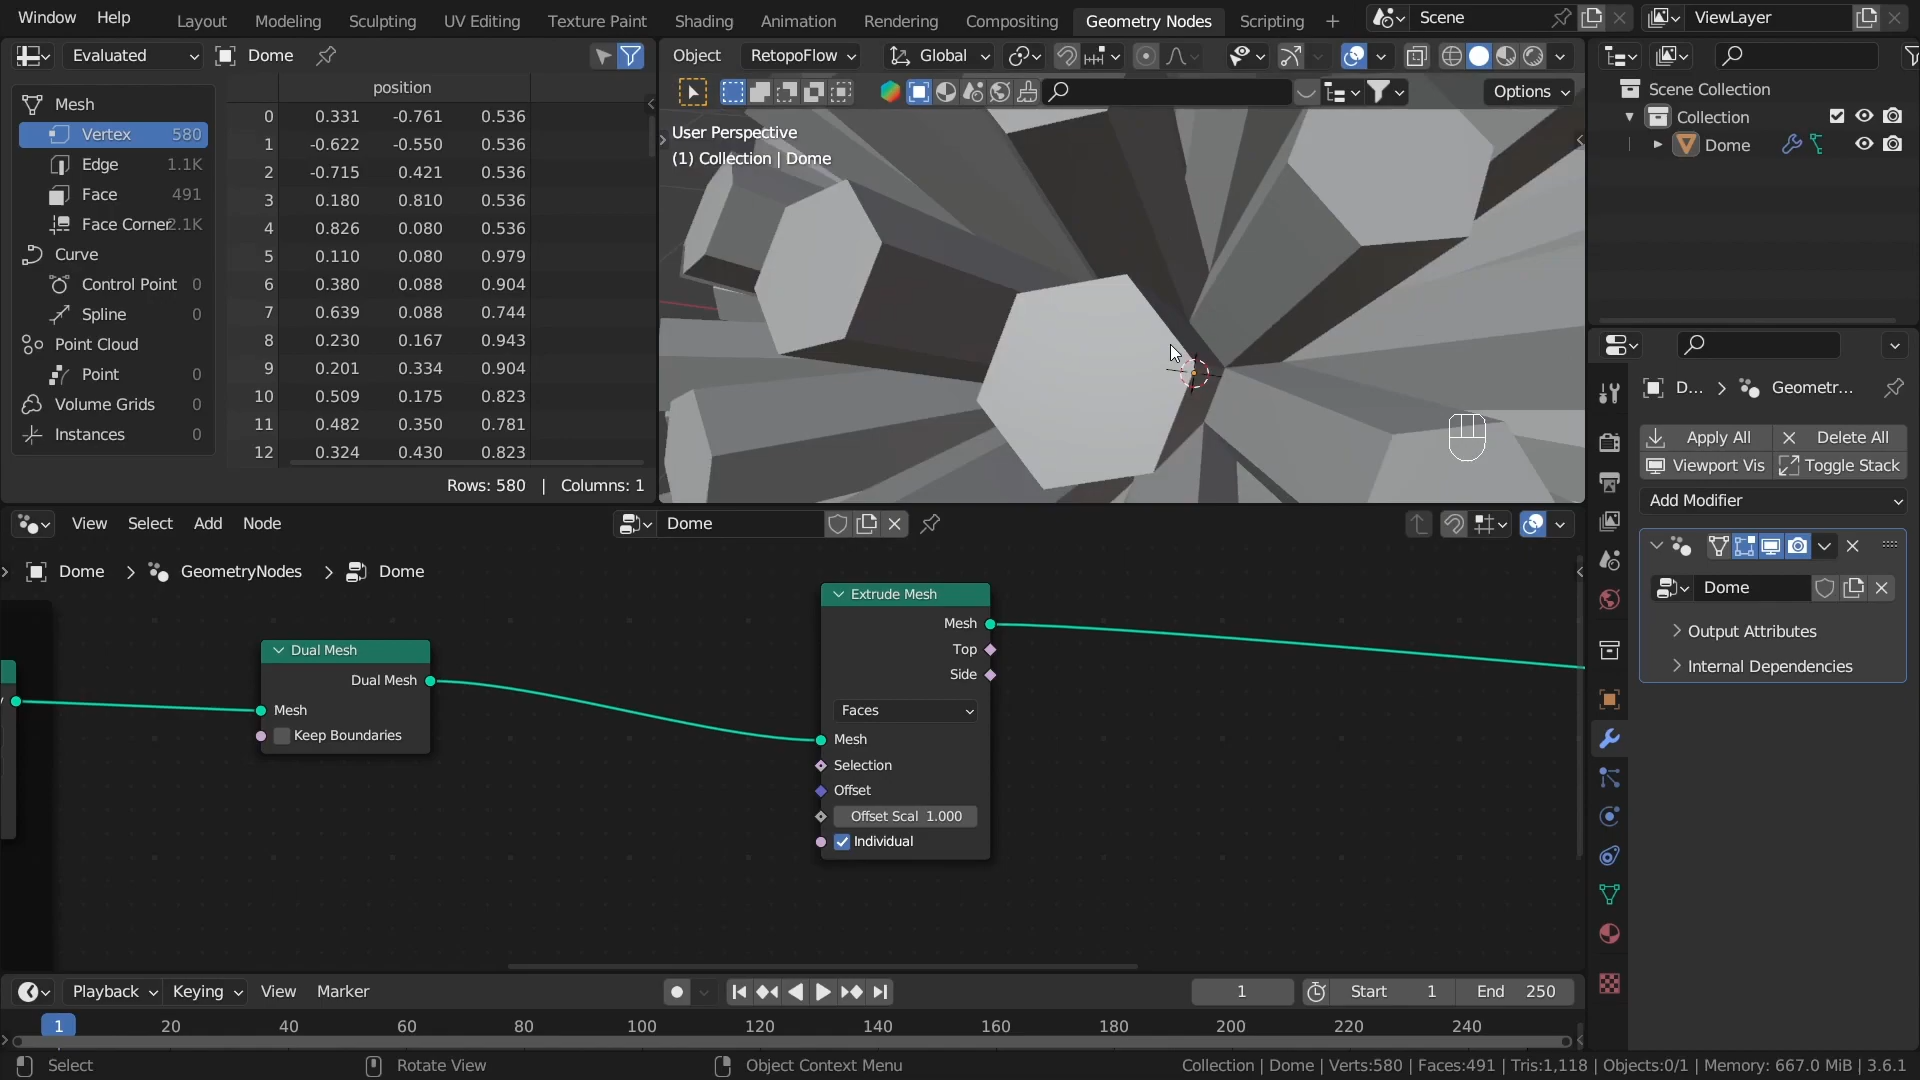 Window Help Layout Modeling Sculpting UV Editing Texture Paint Shading Animation Rendering Compositing Geometry Nodes Scripting + Scene ViewLayer
Evaluated Dome
Object RetopoFlow Global
Options
position
Mesh
Vertex 580
Edge 1.1K
Face 491
Face Corner 2.1K
Curve
Control Point 0
Spline 0
Point Cloud
Point 0
Volume Grids 0
Instances 0
0 0.331 -0.761 0.536
1 -0.622 -0.550 0.536
2 -0.715 0.421 0.536
3 0.180 0.810 0.536
4 0.826 0.080 0.536
5 0.110 0.080 0.979
6 0.380 0.088 0.904
7 0.639 0.088 0.744
8 0.230 0.167 0.943
9 0.201 0.334 0.904
10 0.509 0.175 0.823
11 0.482 0.350 0.781
12 0.324 0.430 0.823
Rows: 580 | Columns: 1
User Perspective
(1) Collection | Dome
Scene Collection
Collection
Dome
D... > Geometr...
Apply All Delete All
Viewport Vis Toggle Stack
Add Modifier
Dome
Output Attributes
Internal Dependencies
View Select Add Node Dome
Dome > GeometryNodes > Dome
Dual Mesh
Dual Mesh
Mesh
Keep Boundaries
Extrude Mesh
Mesh
Top
Side
Faces
Mesh
Selection
Offset
Offset Scal 1.000
Individual
Playback Keying View Marker 1 Start 1 End 250
1 20 40 60 80 100 120 140 160 180 200 220 240
Select Rotate View Object Context Menu Collection | Dome | Verts:580 | Faces:491 | Tris:1,118 | Objects:0/1 | Memory: 667.0 MiB | 3.6.1